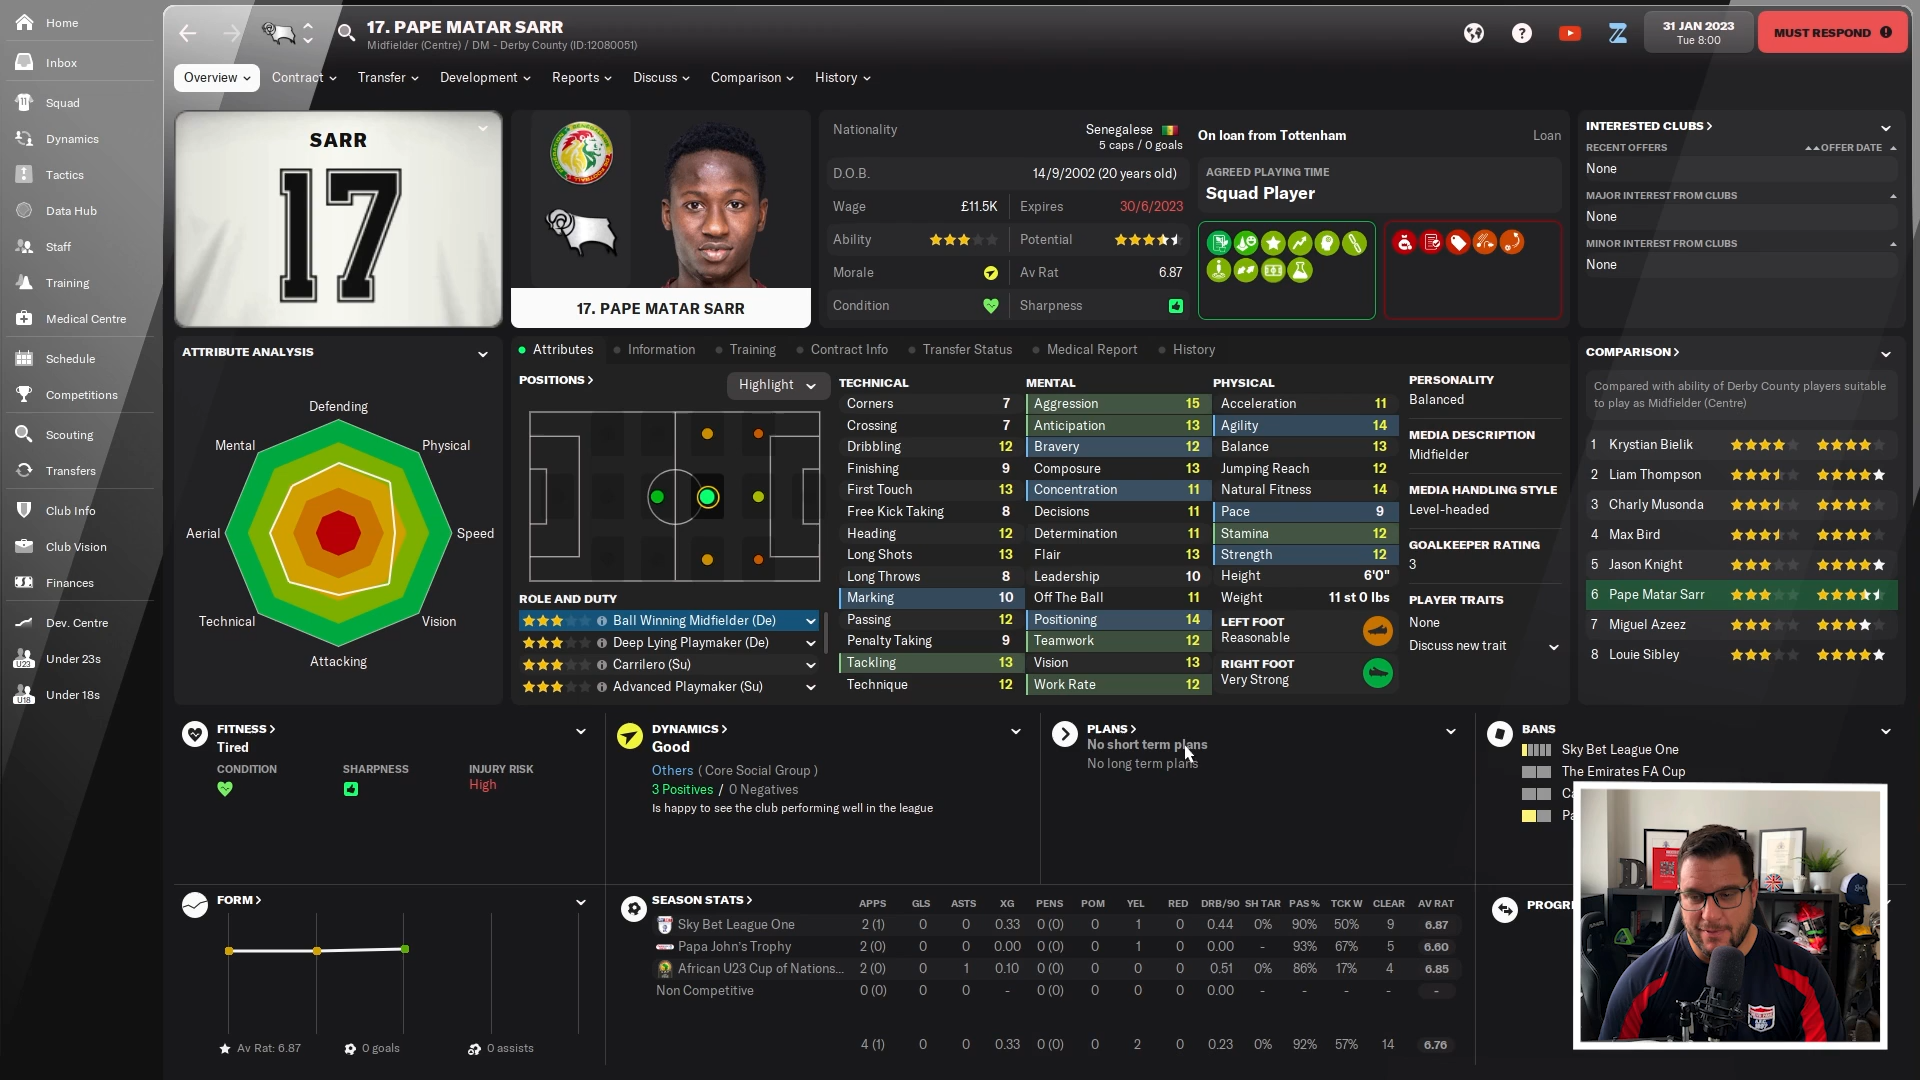 Home
Inbox
Squad
Dynamics
Tactics
Data Hub
Staff
Training
Medical Centre
Schedule
Competitions
Scouting
Transfers
Club Info
Club Vision
Finances
Dev. Centre
U23 Under 23s
U18 Under 18s
17. PAPE MATAR SARR
Midfielder (Centre) / DM - Derby County (ID:12080051)
31 JAN 2023
Tue 8:00
MUST RESPOND
Overview Contract Transfer Development Reports Discuss Comparison History
SARR
17
17. PAPE MATAR SARR
Nationality Senegalese
5 caps / 0 goals
D.O.B. 14/9/2002 (20 years old)
Wage £11.5K Expires 30/6/2023
Ability Potential
Morale Av Rat 6.87
Condition Sharpness
On loan from Tottenham Loan
AGREED PLAYING TIME
Squad Player
INTERESTED CLUBS >
RECENT OFFERS OFFER DATE
None
MAJOR INTEREST FROM CLUBS
None
MINOR INTEREST FROM CLUBS
None
ATTRIBUTE ANALYSIS
Defending
Mental Physical
Aerial Speed
Technical Vision
Attacking
Attributes Information Training Contract Info Transfer Status Medical Report History
POSITIONS > Highlight
ROLE AND DUTY
Ball Winning Midfielder (De)
Deep Lying Playmaker (De)
Carrilero (Su)
Advanced Playmaker (Su)
TECHNICAL
Corners 7
Crossing 7
Dribbling 12
Finishing 9
First Touch 13
Free Kick Taking 8
Heading 12
Long Shots 13
Long Throws 8
Marking 10
Passing 12
Penalty Taking 9
Tackling 13
Technique 12
MENTAL
Aggression 15
Anticipation 13
Bravery 12
Composure 13
Concentration 11
Decisions 11
Determination 11
Flair 13
Leadership 10
Off The Ball 11
Positioning 14
Teamwork 12
Vision 13
Work Rate 12
PHYSICAL
Acceleration 11
Agility 14
Balance 13
Jumping Reach 12
Natural Fitness 14
Pace 9
Stamina 12
Strength 12
Height 6'0"
Weight 11 st 0 lbs
LEFT FOOT
Reasonable
RIGHT FOOT
Very Strong
PERSONALITY
Balanced
MEDIA DESCRIPTION
Midfielder
MEDIA HANDLING STYLE
Level-headed
GOALKEEPER RATING
3
PLAYER TRAITS
None
Discuss new trait
COMPARISON >
Compared with ability of Derby County players suitable
to play as Midfielder (Centre)
1 Krystian Bielik
2 Liam Thompson
3 Charly Musonda
4 Max Bird
5 Jason Knight
6 Pape Matar Sarr
7 Miguel Azeez
8 Louie Sibley
FITNESS >
Tired
CONDITION SHARPNESS INJURY RISK
High
DYNAMICS >
Good
Others ( Core Social Group )
3 Positives / 0 Negatives
Is happy to see the club performing well in the league
PLANS >
No short term plans
No long term plans
BANS
Sky Bet League One
The Emirates FA Cup
Ca
Pa
FORM >
Av Rat: 6.87 0 goals 0 assists
SEASON STATS > APPS GLS ASTS XG PENS POM YEL RED DRB/90 SH TAR PAS % TCK W CLEAR AV RAT
Sky Bet League One 2 (1) 0 0 0.33 0 (0) 0 1 0 0.44 0% 90% 50% 9 6.87
Papa John's Trophy 2 (0) 0 0 0.00 0 (0) 0 1 0 0.00 - 93% 67% 5 6.60
African U23 Cup of Nations... 2 (0) 0 1 0.10 0 (0) 0 0 0 0.51 0% 86% 17% 4 6.85
Non Competitive 0 (0) 0 0 - 0 (0) 0 0 0 0.00 - - - - -
4 (1) 0 0 0.33 0 (0) 0 2 0 0.23 0% 92% 57% 14 6.76
PROGR